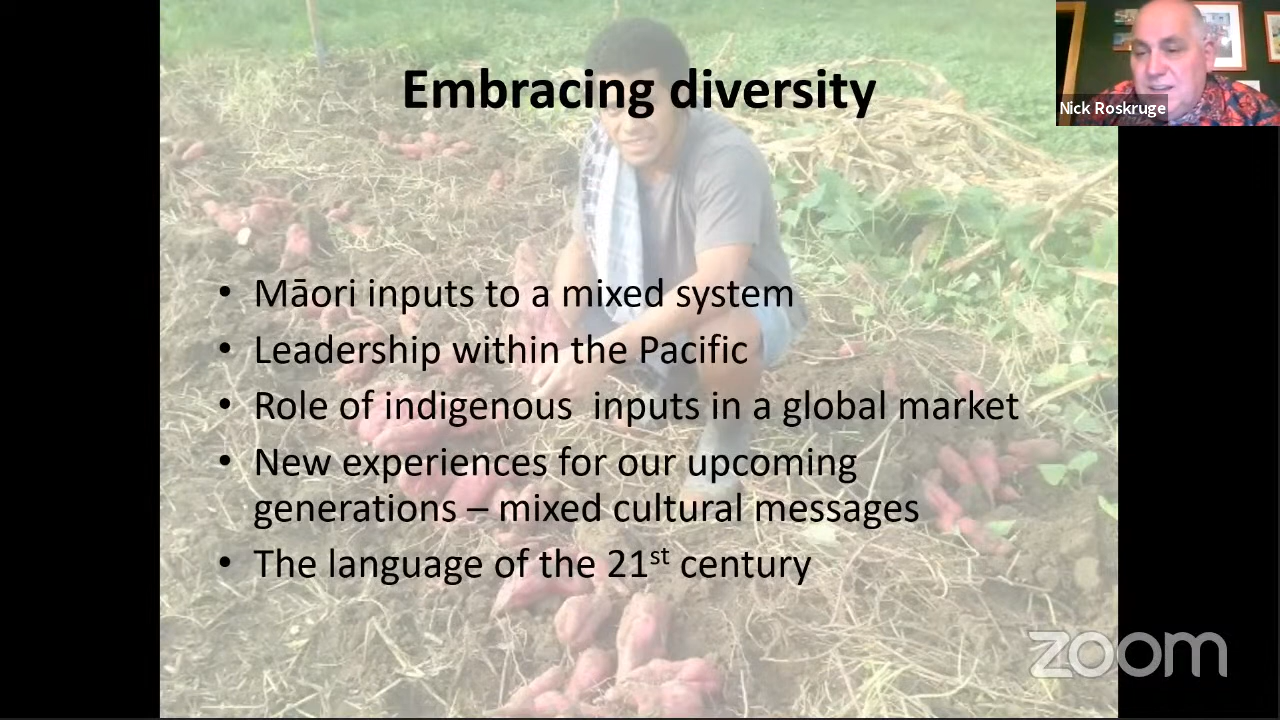 Embracing diversity
Nick Roskruge
• Māori inputs to a mixed system
• Leadership within the Pacific
• Role of indigenous  inputs in a global market
• New experiences for our upcoming
generations – mixed cultural messages
• The language of the 21st century
zoom